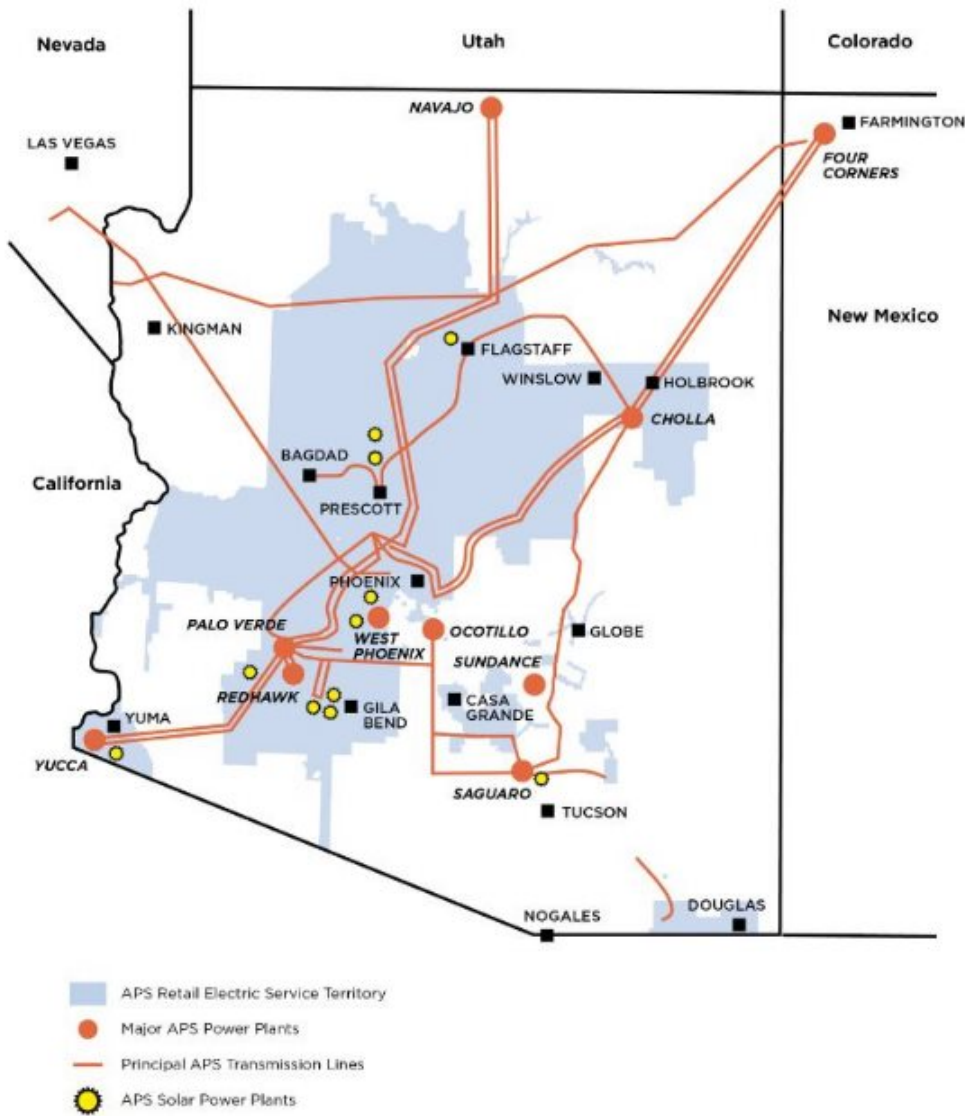 Nevada
Utah
Colorado
NAVAJO
FARMINGTON
LAS VEGAS
FOUR
CORNERS
New Mexico
KINGMAN
FLAGSTAFF
WINSLOW
HOLBROOK
CHOLLA
BAGDAD
California
PRESCOTT
PHOENIX
PALO VERDE
WEST
PHOENIX
OCOTILLO
GLOBE
SUNDANCE
REDHAWK
GILA
BEND
CASA
GRANDE
YUMA
YUCCA
SAGUARO
TUCSON
NOGALES
DOUGLAS
APS Retail Electric Service Territory
Major APS Power Plants
Principal APS Transmission Lines
APS Solar Power Plants